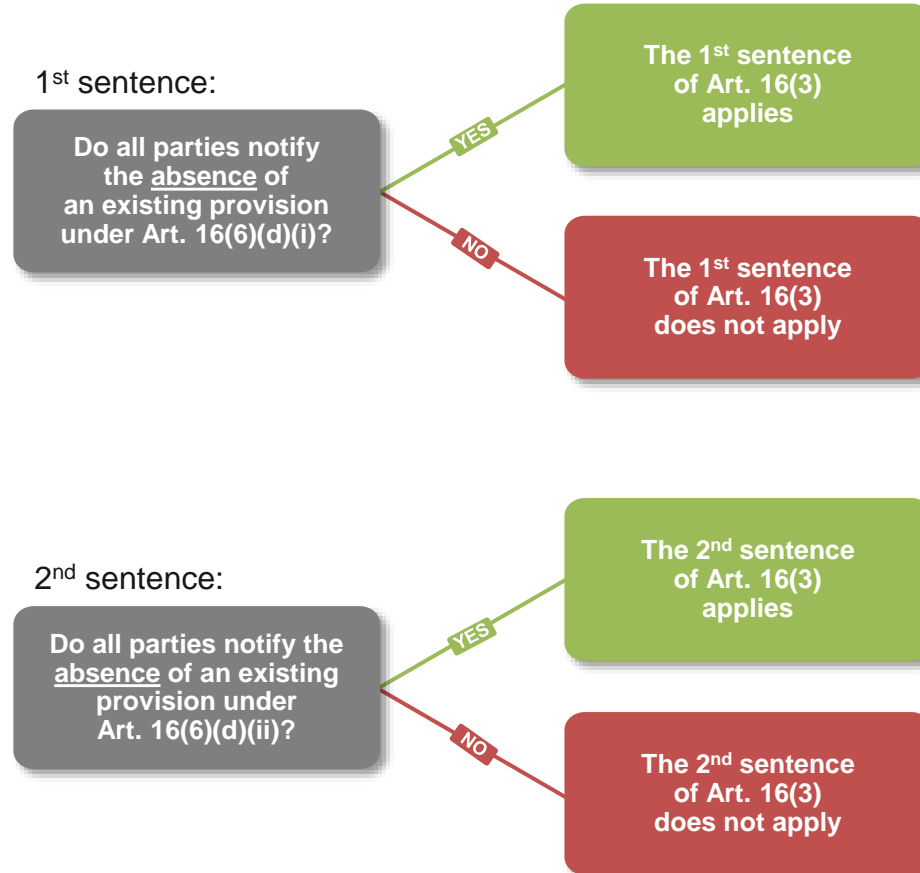 1st sentence:
Do all parties notify
the absence of
an existing provision
under Art. 16(6)(d)(i)?
YES
The 1st sentence
of Art. 16(3)
applies
NO
The 1st sentence
of Art. 16(3)
does not apply
2nd sentence:
Do all parties notify the
absence of an existing
provision under
Art. 16(6)(d)(ii)?
YES
The 2nd sentence
of Art. 16(3)
applies
NO
The 2nd sentence
of Art. 16(3)
does not apply